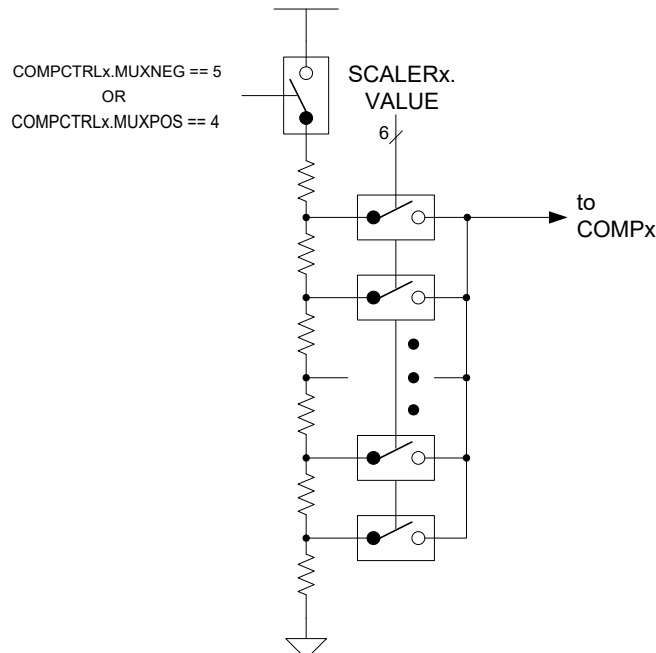 COMPCTRLx.MUXNEG == 5
OR
COMPCTRLx.MUXPOS == 4
SCALERx.
VALUE
6
to
COMPx